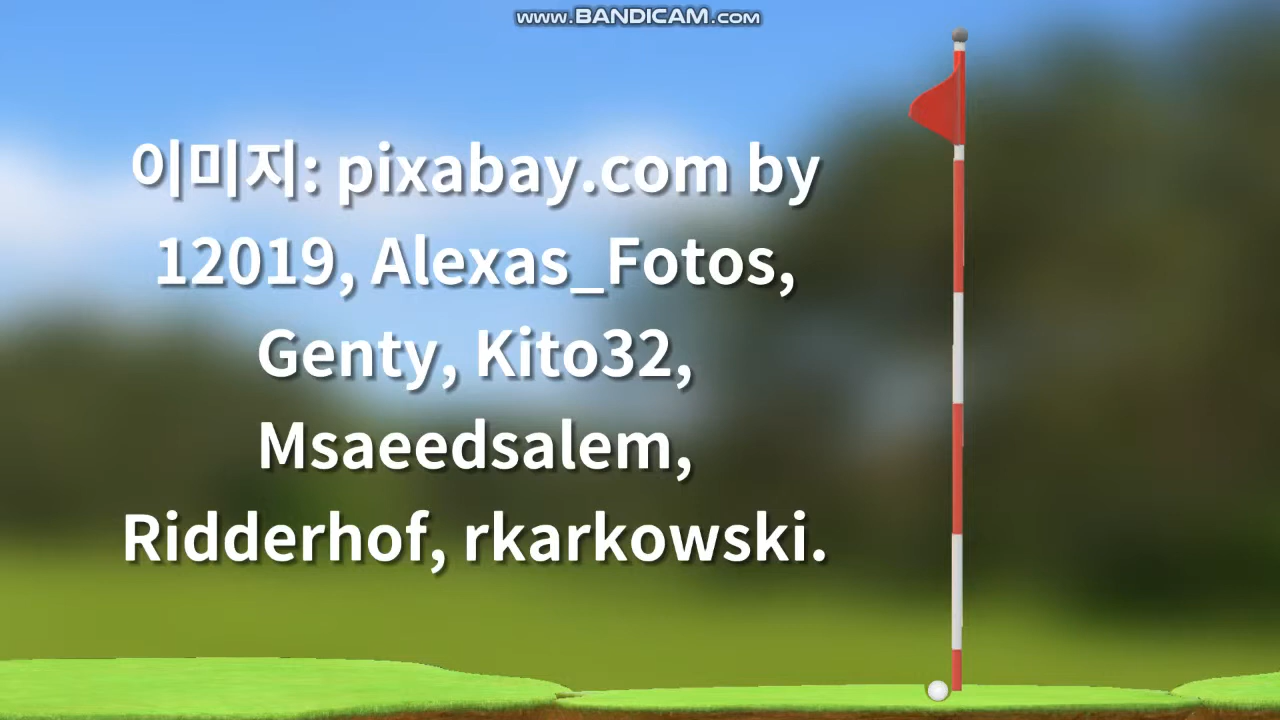 www.BANDICAM.com
이미지: pixabay.com by
12019, Alexas_Fotos,
Genty, Kito32,
Msaeedsalem,
Ridderhof, rkarkowski.